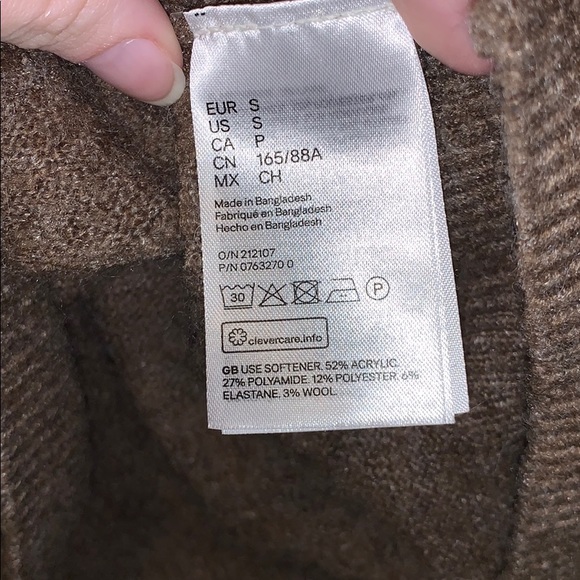 EUR S
US S
CA P
CN 165/88A
MX CH
Made in Bangladesh
Fabriqué en Bangladesh
Hecho en Bangladesh
O/N 212107
P/N 0763270 0
30 P
clevercare.info
GB USE SOFTENER. 52% ACRYLIC.
27% POLYAMIDE. 12% POLYESTER. 6%
ELASTANE. 3% WOOL.